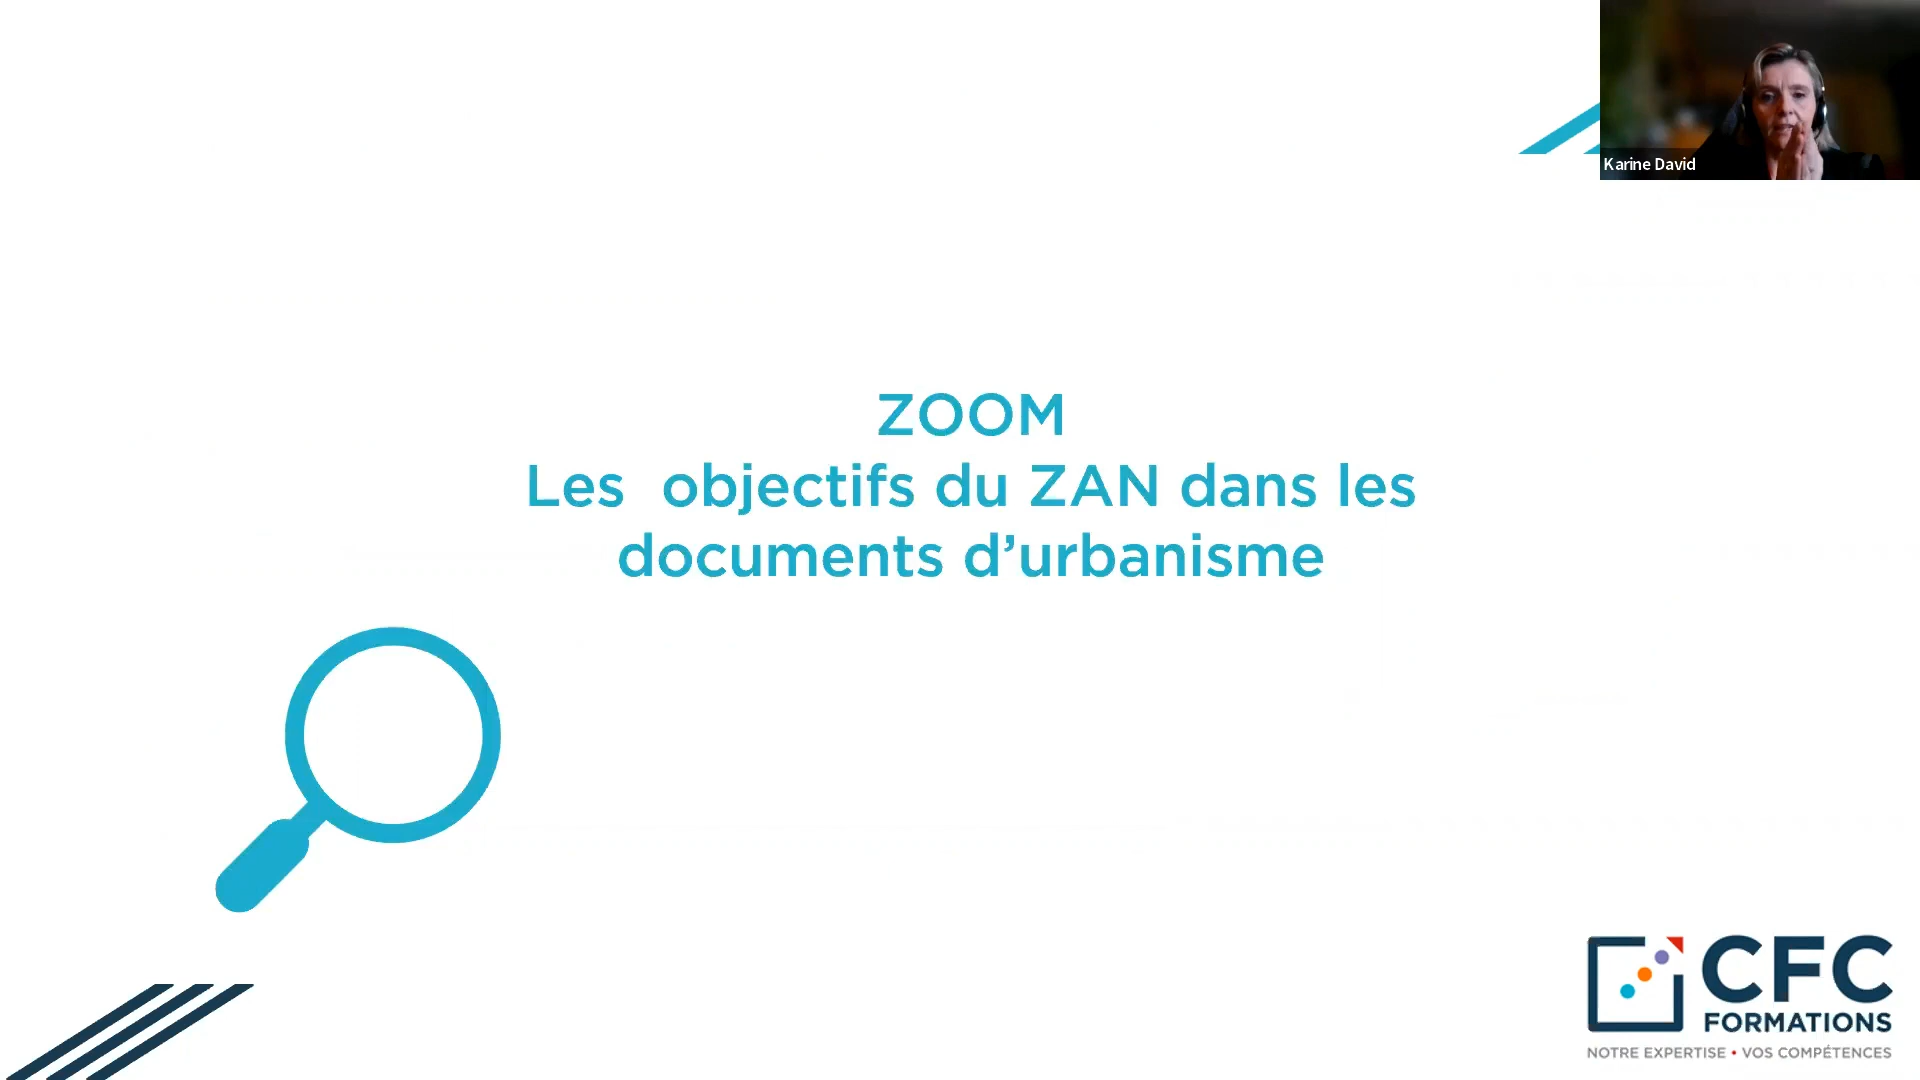 Karine David
ZOOM
Les objectifs du ZAN dans les
documents d’urbanisme
CFC
FORMATIONS
NOTRE EXPERTISE • VOS COMPÉTENCES